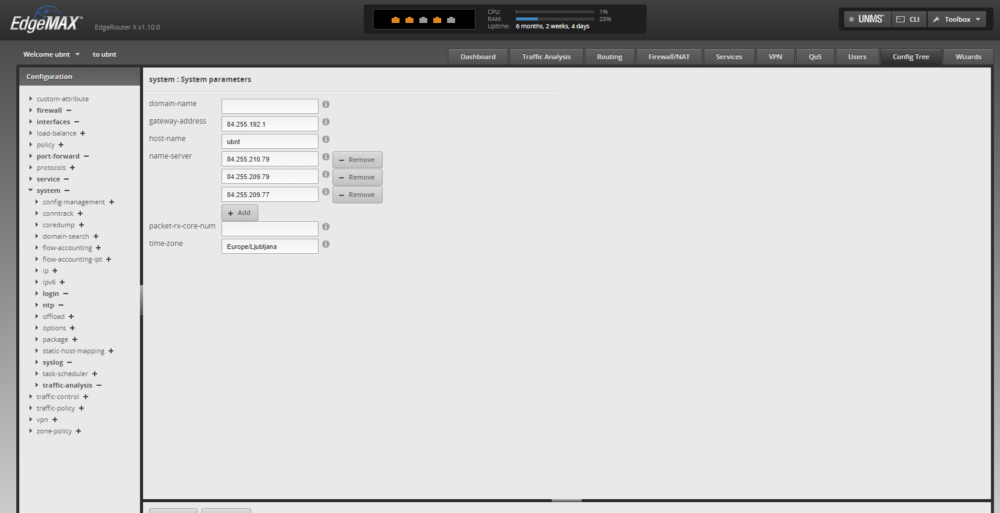 EdgeMAX
EdgeRouter X v1.10.0
CPU: 1%
RAM: 28%
Uptime: 6 months, 2 weeks, 4 days
UNMS™ CLI Toolbox
Welcome ubnt to ubnt
Dashboard Traffic Analysis Routing Firewall/NAT Services VPN QoS Users Config Tree Wizards
Configuration
custom-attribute
firewall −
interfaces −
load-balance +
policy +
port-forward −
protocols +
service −
system −
config-management +
conntrack +
coredump +
domain-search +
flow-accounting +
flow-accounting-ipt +
ip +
ipv6 +
login −
ntp −
offload +
options +
package +
static-host-mapping +
syslog −
task-scheduler +
traffic-analysis −
traffic-control +
traffic-policy +
vpn +
zone-policy +
system : System parameters
domain-name
gateway-address 84.255.192.1
host-name ubnt
name-server 84.255.210.79 − Remove
84.255.209.79 − Remove
84.255.209.77 − Remove
+ Add
packet-rx-core-num
time-zone Europe/Ljubljana